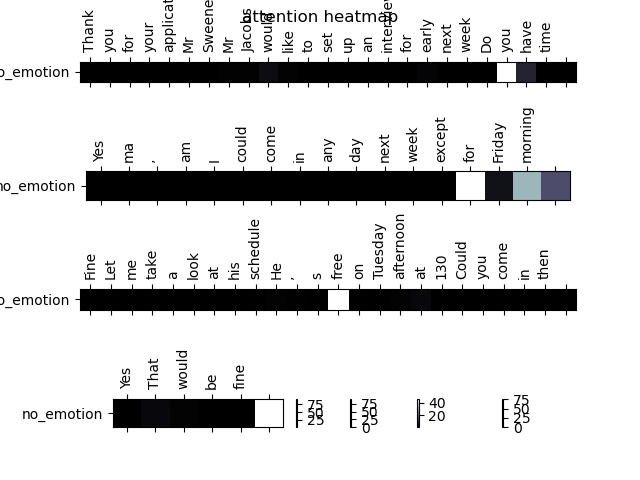 attention heatmap
Thank you for your applicat Mr Sweene Mr Jacobs would like to set up an interview for early next week Do you have time
no_emotion
Yes ma ' am I could come in any day next week except for Friday morning
no_emotion
Fine Let me take a look at his schedule He ' s free on Tuesday afternoon at 130 Could you come in then
o_emotion
Yes That would be fine
no_emotion
75 50 25
75 50 25 0
40 20
75 50 25 0